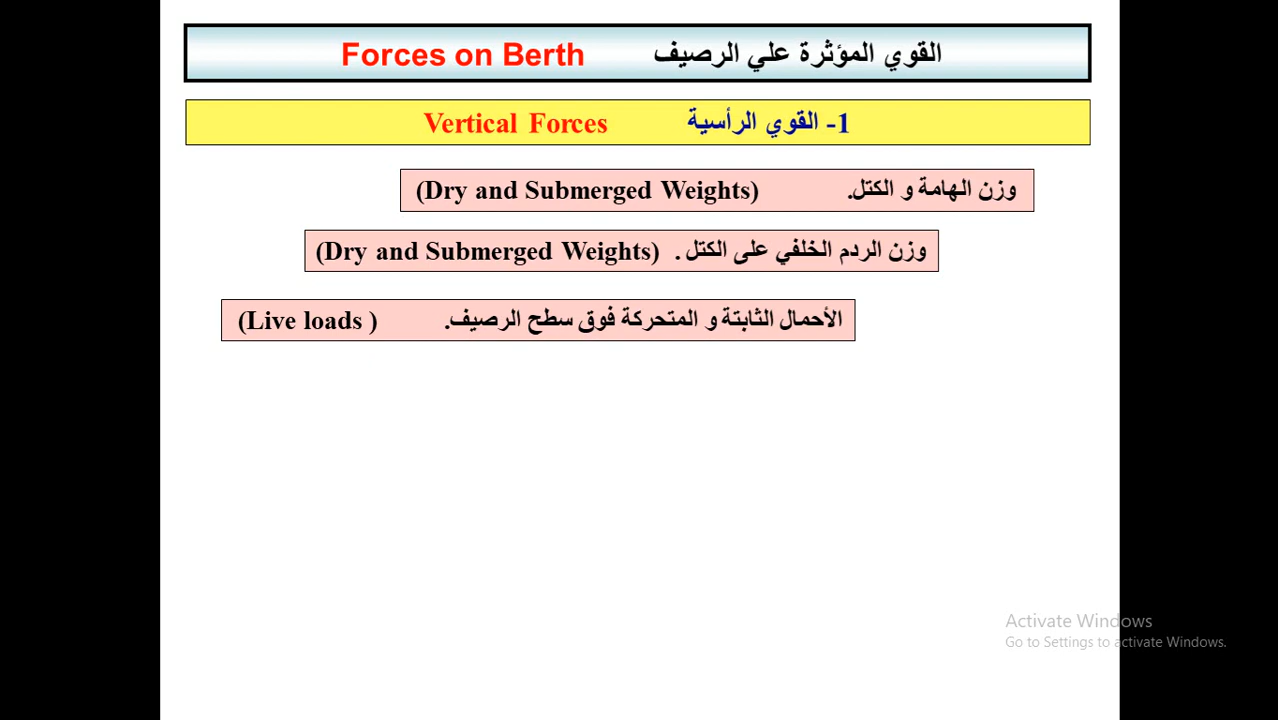 القوي المؤثرة علي الرصيف Forces on Berth
1- القوي الرأسية Vertical Forces
وزن الهامة و الكتل. (Dry and Submerged Weights)
وزن الردم الخلفي على الكتل . (Dry and Submerged Weights)
الأحمال الثابتة و المتحركة فوق سطح الرصيف. (Live loads )
Activate Windows
Go to Settings to activate Windows.